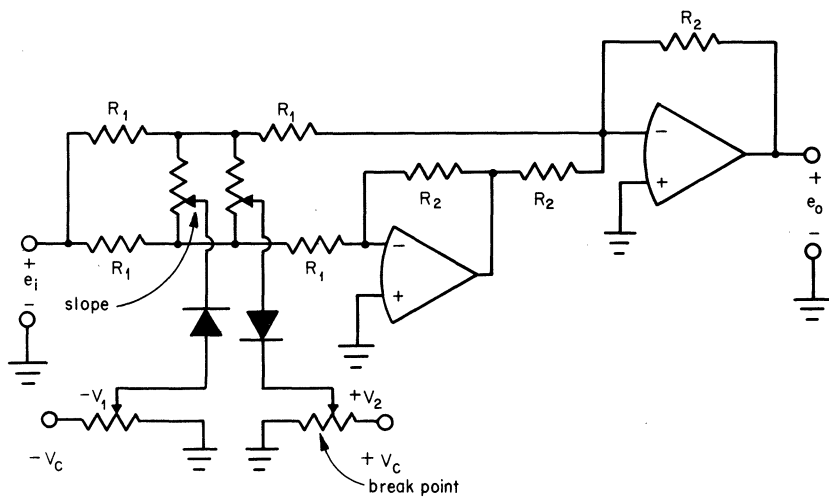 R2
R1
R1
R2
R2
R1
R1
−
+
−
+
+
eo
−
+
ei
−
slope
−V1
+V2
−VC
+VC
break point